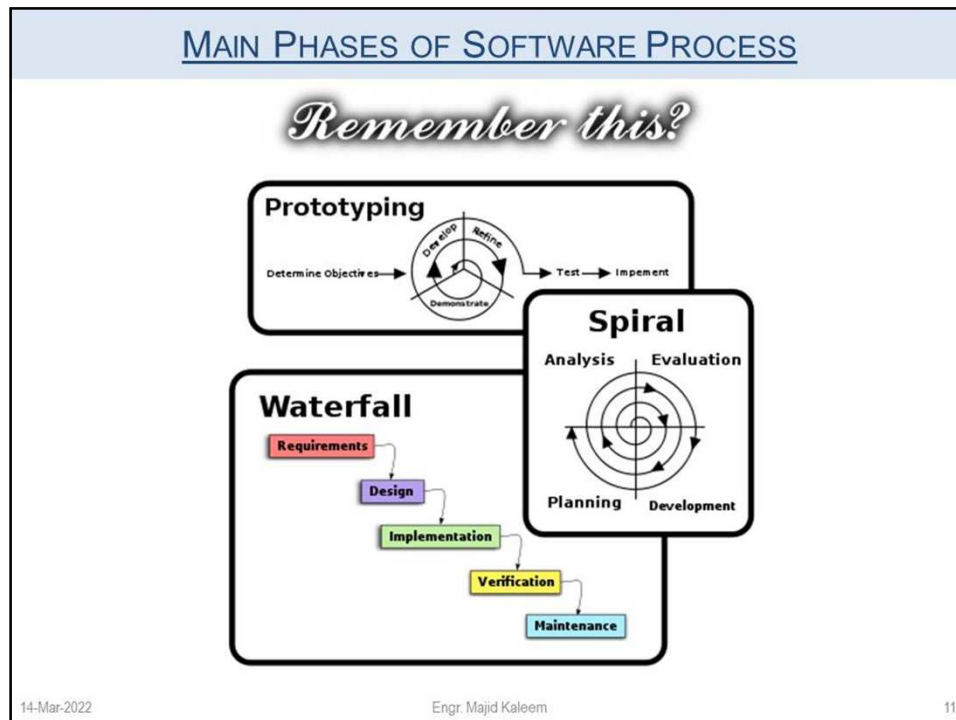 MAIN PHASES OF SOFTWARE PROCESS
Remember this?
Prototyping
Determine Objectives
Develop
Refine
Demonstrate
Test
Impement
Spiral
Analysis Evaluation
Planning Development
Waterfall
Requirements
Design
Implementation
Verification
Maintenance
14-Mar-2022 Engr. Majid Kaleem 11